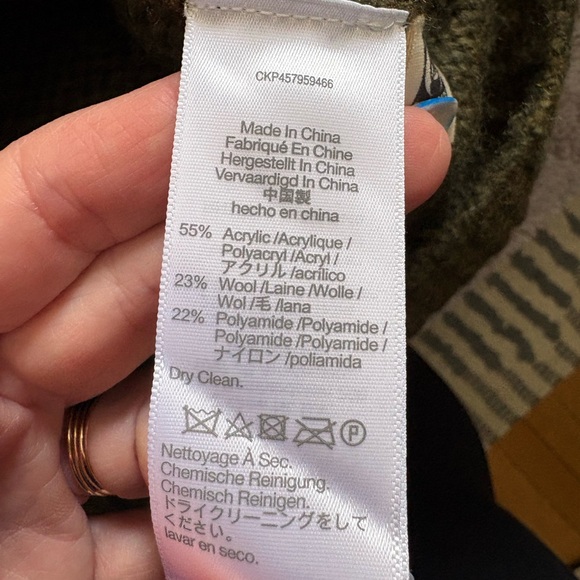 CKP457959466
Made In China
Fabriqué En Chine
Hergestellt In China
Vervaardigd In China
中国製
hecho en china
55% Acrylic /Acrylique /
Polyacryl /Acryl /
アクリル /acrílico
23% Wool /Laine /Wolle /
Wol /毛 /lana
22% Polyamide /Polyamide /
Polyamide /Polyamide /
ナイロン /poliamida
Dry Clean.
P
Nettoyage À Sec.
Chemische Reinigung.
Chemisch Reinigen.
ドライクリーニングをして
ください。
lavar en seco.